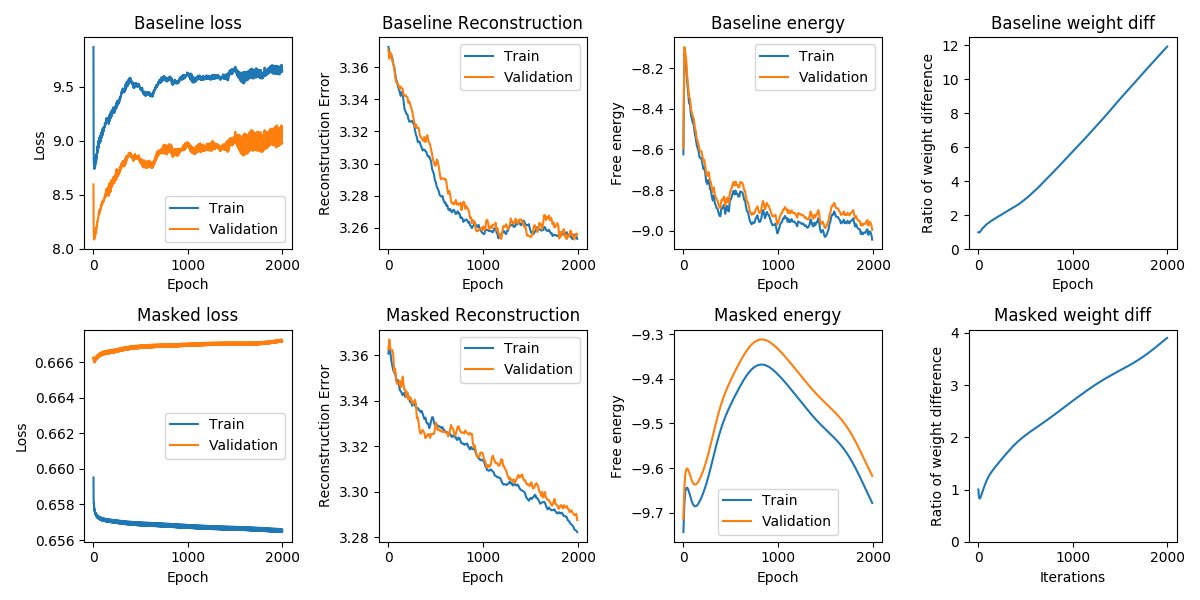 Baseline loss
Loss
9.5
9.0
8.5
8.0
0 1000 2000
Epoch
Train
Validation
Baseline Reconstruction
Reconstruction Error
3.36
3.34
3.32
3.30
3.28
3.26
0 1000 2000
Epoch
Train
Validation
Baseline energy
Free energy
−8.2
−8.4
−8.6
−8.8
−9.0
0 1000 2000
Epoch
Train
Validation
Baseline weight diff
Ratio of weight difference
12
10
8
6
4
2
0
0 1000 2000
Epoch
Masked loss
Loss
0.666
0.664
0.662
0.660
0.658
0.656
0 1000 2000
Epoch
Train
Validation
Masked Reconstruction
Reconstruction Error
3.36
3.34
3.32
3.30
3.28
0 1000 2000
Epoch
Train
Validation
Masked energy
Free energy
−9.3
−9.4
−9.5
−9.6
−9.7
0 1000 2000
Epoch
Train
Validation
Masked weight diff
Ratio of weight difference
4
3
2
1
0
0 1000 2000
Iterations